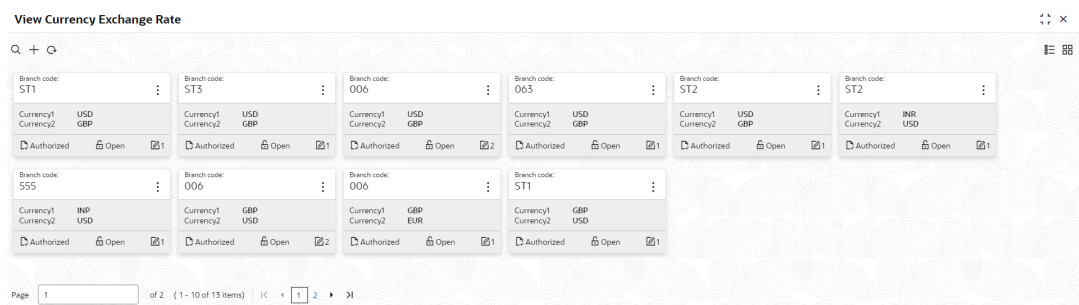 View Currency Exchange Rate
Branch code: Branch code: Branch code: Branch code: Branch code: Branch code:
ST1 ST3 006 063 ST2 ST2
Currency1 USD Currency1 USD Currency1 USD Currency1 USD Currency1 USD Currency1 INR
Currency2 GBP Currency2 GBP Currency2 GBP Currency2 GBP Currency2 GBP Currency2 USD
Authorized Open 1 Authorized Open 1 Authorized Open 2 Authorized Open 1 Authorized Open 1 Authorized Open 1
Branch code: Branch code: Branch code: Branch code:
555 006 006 ST1
Currency1 INP Currency1 GBP Currency1 GBP Currency1 GBP
Currency2 USD Currency2 USD Currency2 EUR Currency2 USD
Authorized Open 1 Authorized Open 2 Authorized Open 1 Authorized Open 1
Page 1 of 2 ( 1 - 10 of 13 items) 1 2